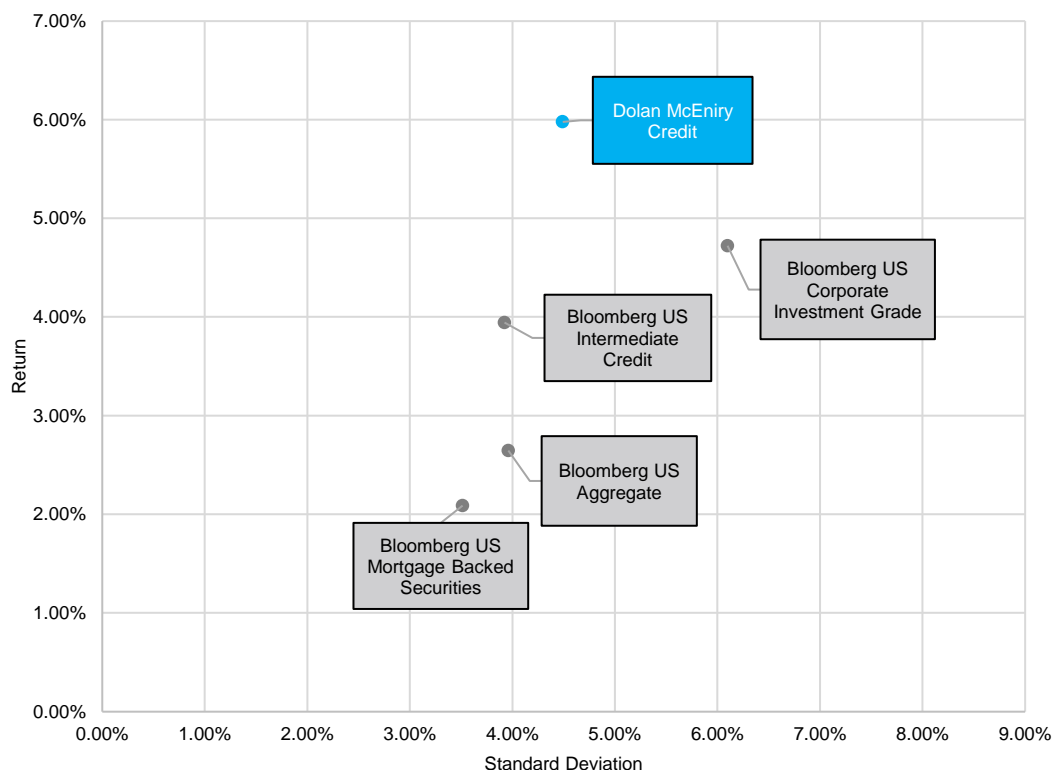 7.00%
6.00%
5.00%
4.00%
3.00%
2.00%
1.00%
0.00%
Return
Dolan McEniry
Credit
Bloomberg US
Corporate
Investment Grade
Bloomberg US
Intermediate
Credit
Bloomberg US
Aggregate
Bloomberg US
Mortgage Backed
Securities
0.00% 1.00% 2.00% 3.00% 4.00% 5.00% 6.00% 7.00% 8.00% 9.00%
Standard Deviation